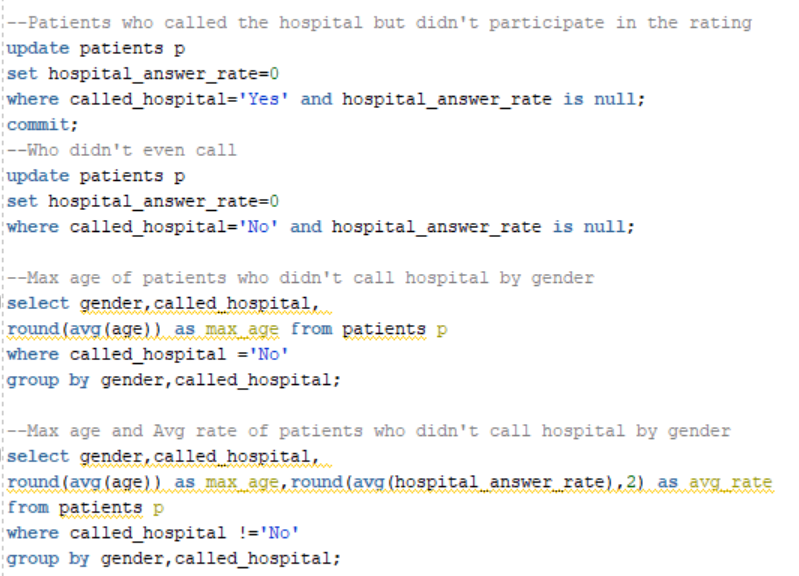 --Patients who called the hospital but didn't participate in the rating
update patients p
set hospital_answer_rate=0
where called_hospital='Yes' and hospital_answer_rate is null;
commit;
--Who didn't even call
update patients p
set hospital_answer_rate=0
where called_hospital='No' and hospital_answer_rate is null;
--Max age of patients who didn't call hospital by gender
select gender,called_hospital,
round(avg(age)) as max_age from patients p
where called_hospital ='No'
group by gender,called_hospital;
--Max age and Avg rate of patients who didn't call hospital by gender
select gender,called_hospital,
round(avg(age)) as max_age,round(avg(hospital_answer_rate),2) as avg_rate
from patients p
where called_hospital !='No'
group by gender,called_hospital;